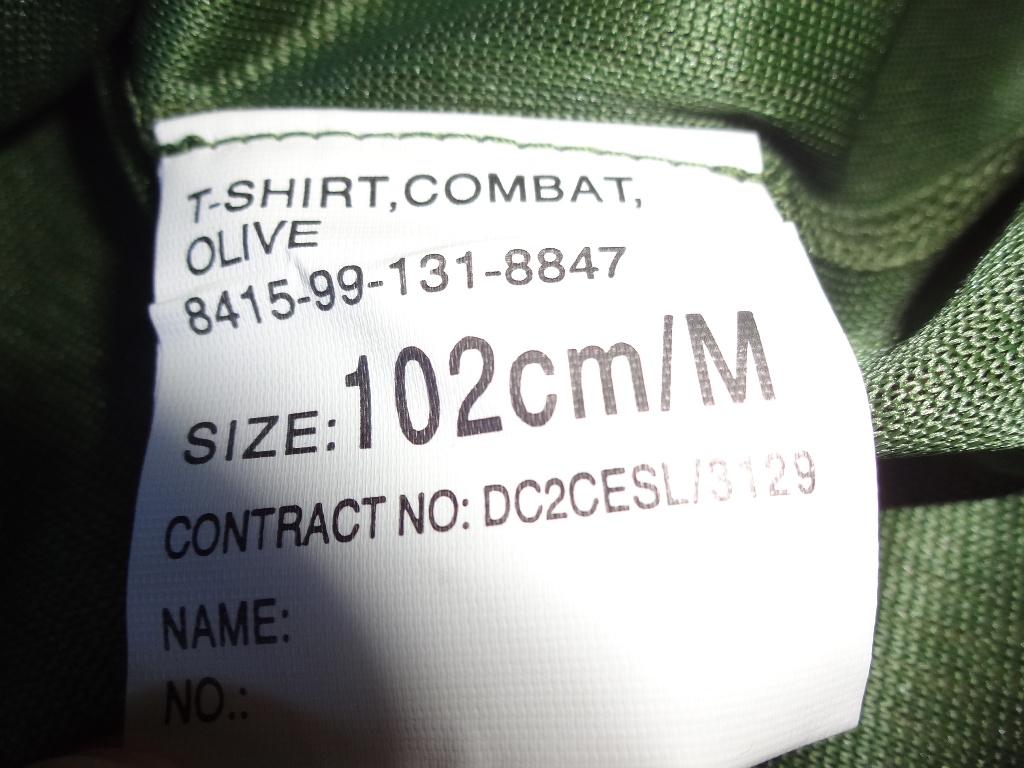 T-SHIRT,COMBAT,
OLIVE
8415-99-131-8847
SIZE:102cm/M
CONTRACT NO: DC2CESL/3129
NAME:
NO.: